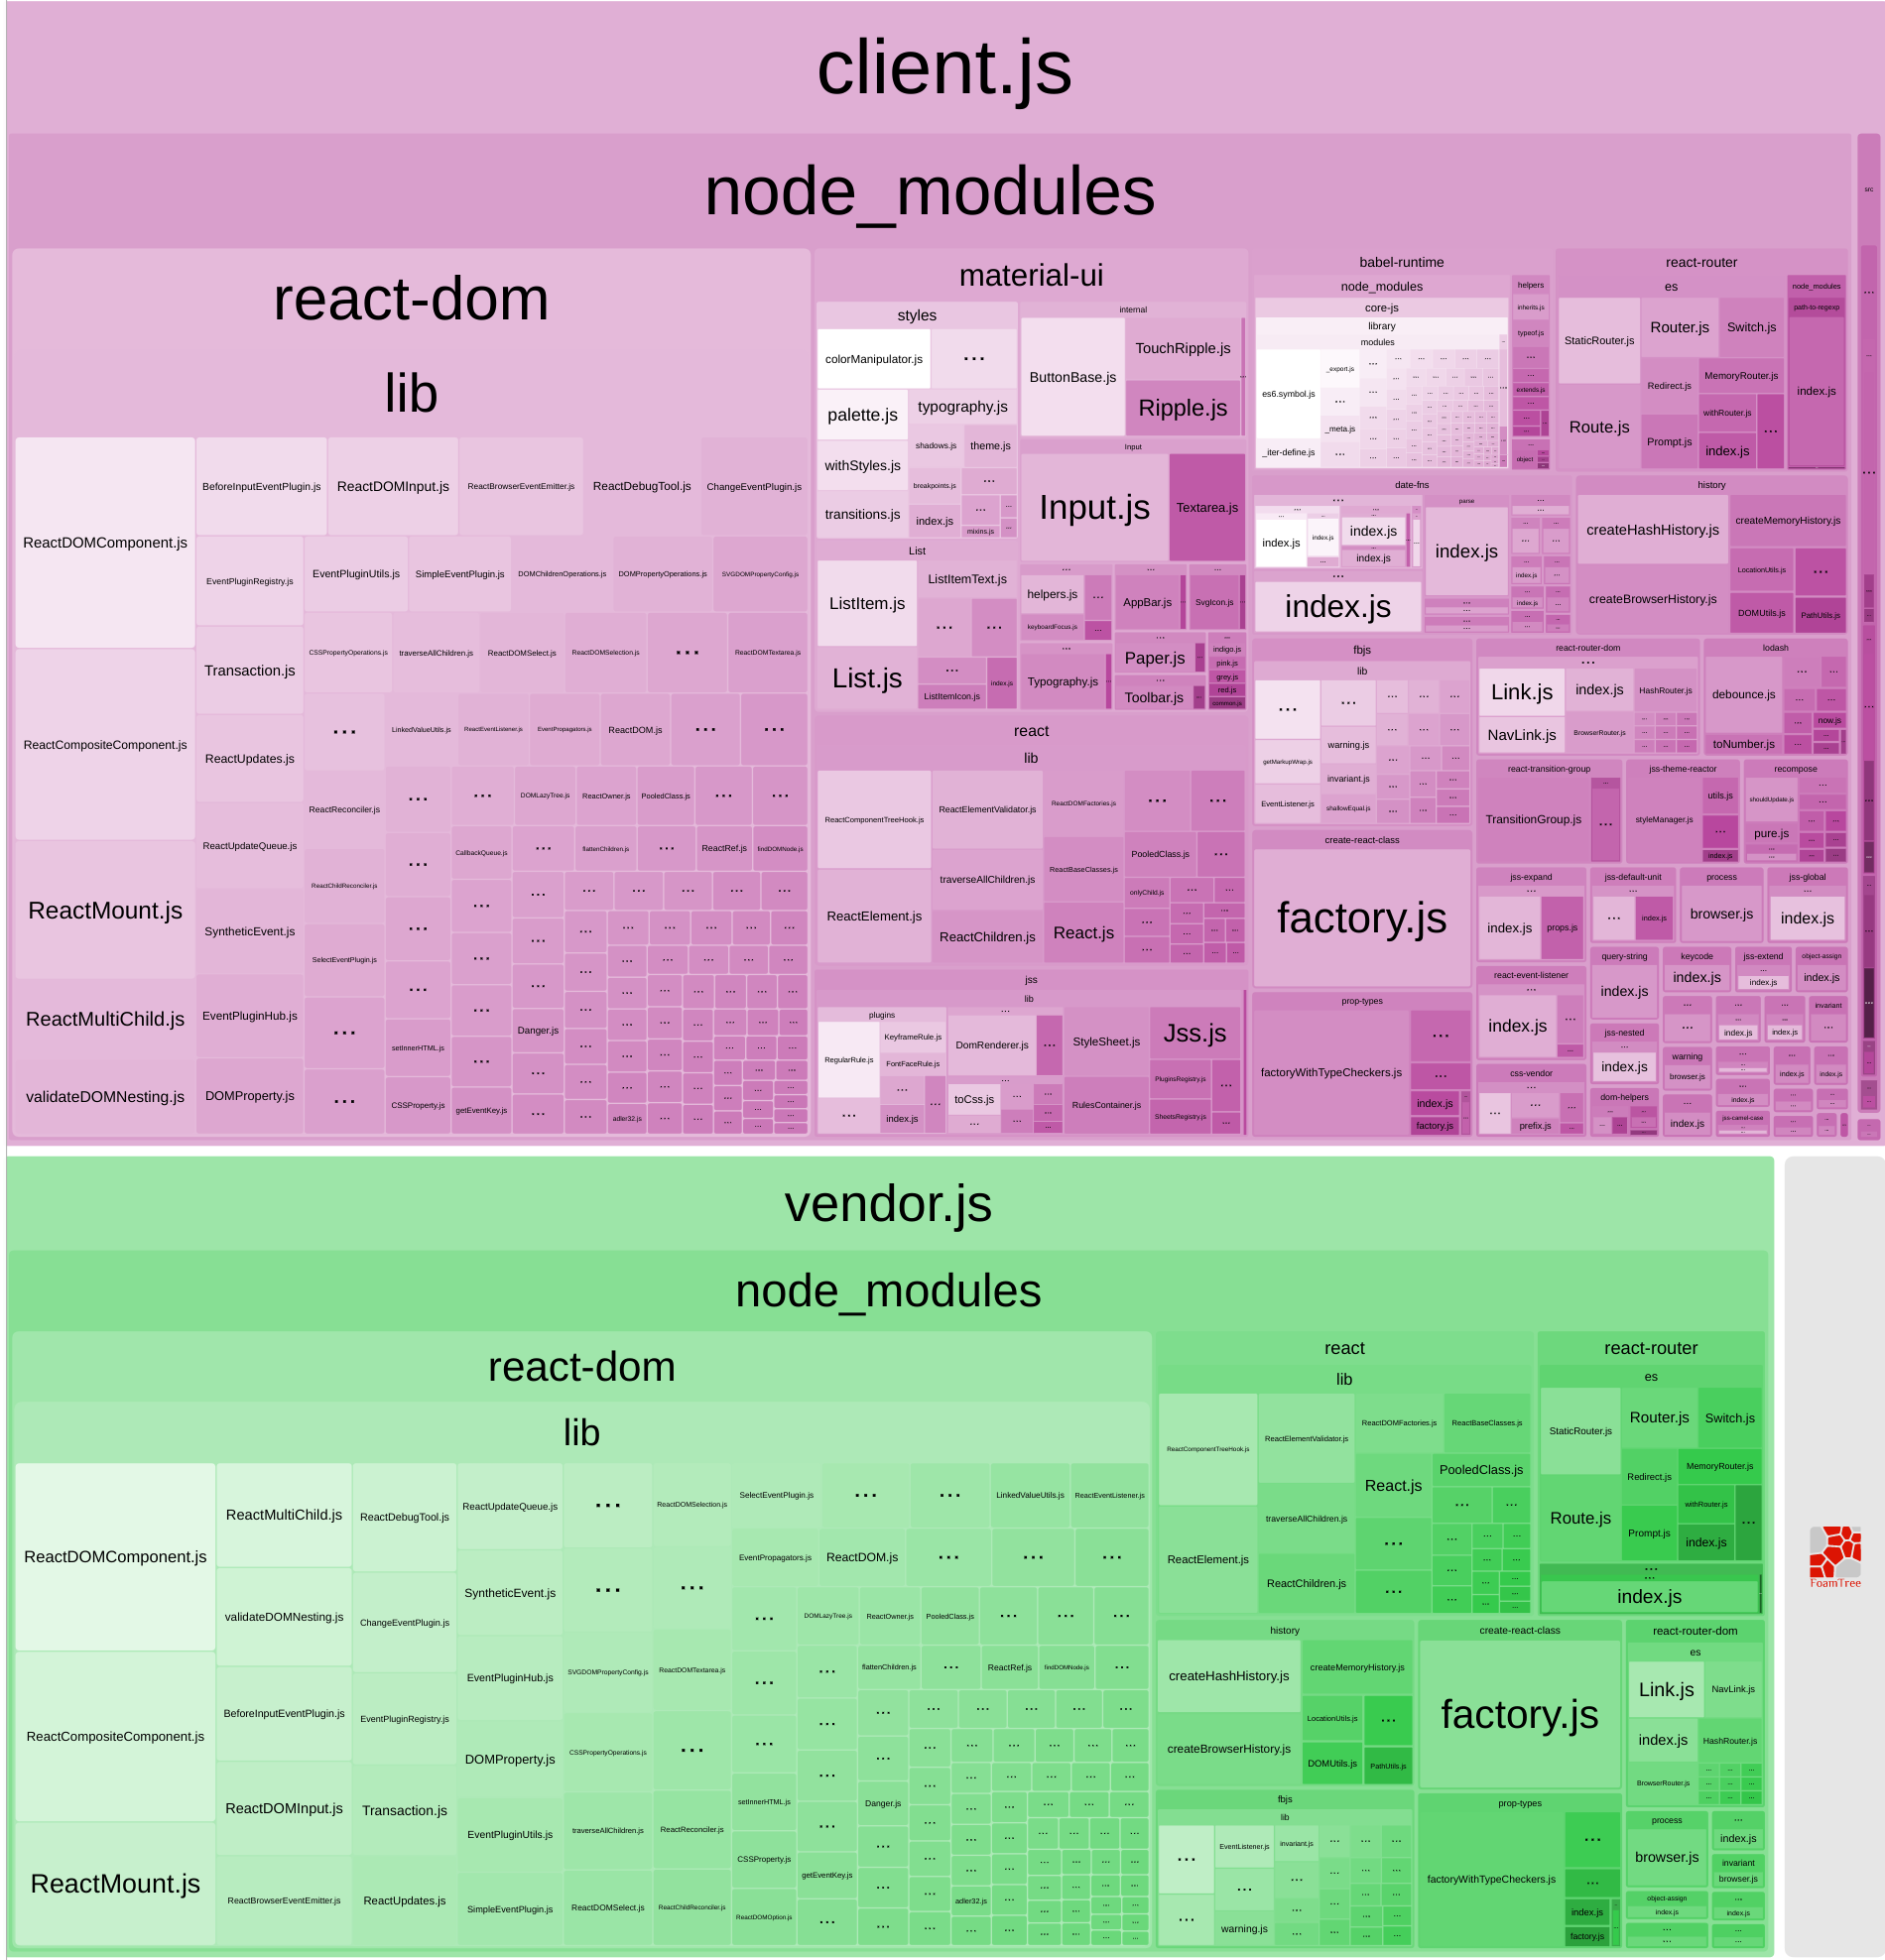 client.js
node_modules
src
react-dom
lib
ReactDOMComponent.js
ReactCompositeComponent.js
ReactMount.js
ReactMultiChild.js
validateDOMNesting.js
BeforeInputEventPlugin.js
ReactDOMInput.js
ReactBrowserEventEmitter.js
ReactDebugTool.js
ChangeEventPlugin.js
EventPluginRegistry.js
EventPluginUtils.js
SimpleEventPlugin.js
DOMChildrenOperations.js
DOMPropertyOperations.js
SVGDOMPropertyConfig.js
Transaction.js
CSSPropertyOperations.js
traverseAllChildren.js
ReactDOMSelect.js
ReactDOMSelection.js
ReactDOMTextarea.js
ReactUpdates.js
LinkedValueUtils.js
ReactEventListener.js
EventPropagators.js
ReactDOM.js
ReactReconciler.js
DOMLazyTree.js
ReactOwner.js
PooledClass.js
ReactUpdateQueue.js
CallbackQueue.js
flattenChildren.js
ReactRef.js
findDOMNode.js
ReactChildReconciler.js
SyntheticEvent.js
SelectEventPlugin.js
EventPluginHub.js
Danger.js
setInnerHTML.js
DOMProperty.js
CSSProperty.js
getEventKey.js
adler32.js
material-ui
styles
colorManipulator.js
palette.js
typography.js
shadows.js
theme.js
withStyles.js
breakpoints.js
transitions.js
index.js
mixins.js
internal
ButtonBase.js
TouchRipple.js
Ripple.js
Input
Input.js
Textarea.js
List
ListItem.js
ListItemText.js
List.js
ListItemIcon.js
index.js
helpers.js
keyboardFocus.js
AppBar.js
SvgIcon.js
Typography.js
Paper.js
Toolbar.js
indigo.js
pink.js
grey.js
red.js
common.js
react
lib
ReactComponentTreeHook.js
ReactElementValidator.js
ReactDOMFactories.js
ReactElement.js
traverseAllChildren.js
ReactBaseClasses.js
PooledClass.js
onlyChild.js
ReactChildren.js
React.js
jss
lib
plugins
RegularRule.js
KeyframeRule.js
FontFaceRule.js
index.js
DomRenderer.js
toCss.js
StyleSheet.js
RulesContainer.js
Jss.js
PluginsRegistry.js
SheetsRegistry.js
babel-runtime
node_modules
core-js
library
modules
es6.symbol.js
_export.js
_meta.js
_iter-define.js
helpers
inherits.js
typeof.js
extends.js
object
react-router
es
StaticRouter.js
Router.js
Switch.js
Redirect.js
MemoryRouter.js
withRouter.js
Route.js
Prompt.js
index.js
node_modules
path-to-regexp
index.js
date-fns
index.js
index.js
index.js
index.js
index.js
parse
index.js
index.js
index.js
history
createHashHistory.js
createMemoryHistory.js
createBrowserHistory.js
LocationUtils.js
DOMUtils.js
PathUtils.js
fbjs
lib
warning.js
getMarkupWrap.js
invariant.js
EventListener.js
shallowEqual.js
react-router-dom
Link.js
index.js
HashRouter.js
NavLink.js
BrowserRouter.js
lodash
debounce.js
now.js
toNumber.js
create-react-class
factory.js
prop-types
factoryWithTypeCheckers.js
index.js
factory.js
react-transition-group
TransitionGroup.js
jss-theme-reactor
styleManager.js
utils.js
index.js
recompose
shouldUpdate.js
pure.js
jss-expand
index.js
props.js
jss-default-unit
index.js
process
browser.js
jss-global
index.js
react-event-listener
index.js
query-string
index.js
keycode
index.js
jss-extend
index.js
object-assign
index.js
index.js
index.js
invariant
jss-nested
index.js
warning
browser.js
index.js
index.js
css-vendor
prefix.js
dom-helpers
index.js
index.js
jss-camel-case
vendor.js
node_modules
react-dom
lib
ReactDOMComponent.js
ReactCompositeComponent.js
ReactMount.js
ReactMultiChild.js
validateDOMNesting.js
BeforeInputEventPlugin.js
ReactDOMInput.js
ReactBrowserEventEmitter.js
ReactDebugTool.js
ChangeEventPlugin.js
EventPluginRegistry.js
Transaction.js
ReactUpdates.js
ReactUpdateQueue.js
SyntheticEvent.js
EventPluginHub.js
DOMProperty.js
EventPluginUtils.js
SimpleEventPlugin.js
SVGDOMPropertyConfig.js
CSSPropertyOperations.js
traverseAllChildren.js
ReactDOMSelect.js
ReactDOMSelection.js
ReactDOMTextarea.js
ReactReconciler.js
ReactChildReconciler.js
SelectEventPlugin.js
LinkedValueUtils.js
ReactEventListener.js
EventPropagators.js
ReactDOM.js
DOMLazyTree.js
ReactOwner.js
PooledClass.js
flattenChildren.js
ReactRef.js
findDOMNode.js
setInnerHTML.js
Danger.js
CSSProperty.js
getEventKey.js
adler32.js
ReactDOMOption.js
react
lib
ReactComponentTreeHook.js
ReactElementValidator.js
ReactDOMFactories.js
ReactBaseClasses.js
React.js
PooledClass.js
traverseAllChildren.js
ReactElement.js
ReactChildren.js
react-router
es
StaticRouter.js
Router.js
Switch.js
Redirect.js
MemoryRouter.js
withRouter.js
Route.js
Prompt.js
index.js
index.js
history
createHashHistory.js
createMemoryHistory.js
createBrowserHistory.js
LocationUtils.js
DOMUtils.js
PathUtils.js
create-react-class
factory.js
react-router-dom
es
Link.js
NavLink.js
index.js
HashRouter.js
BrowserRouter.js
fbjs
lib
EventListener.js
invariant.js
warning.js
prop-types
factoryWithTypeCheckers.js
index.js
factory.js
process
browser.js
index.js
invariant
browser.js
object-assign
index.js
index.js
FoamTree